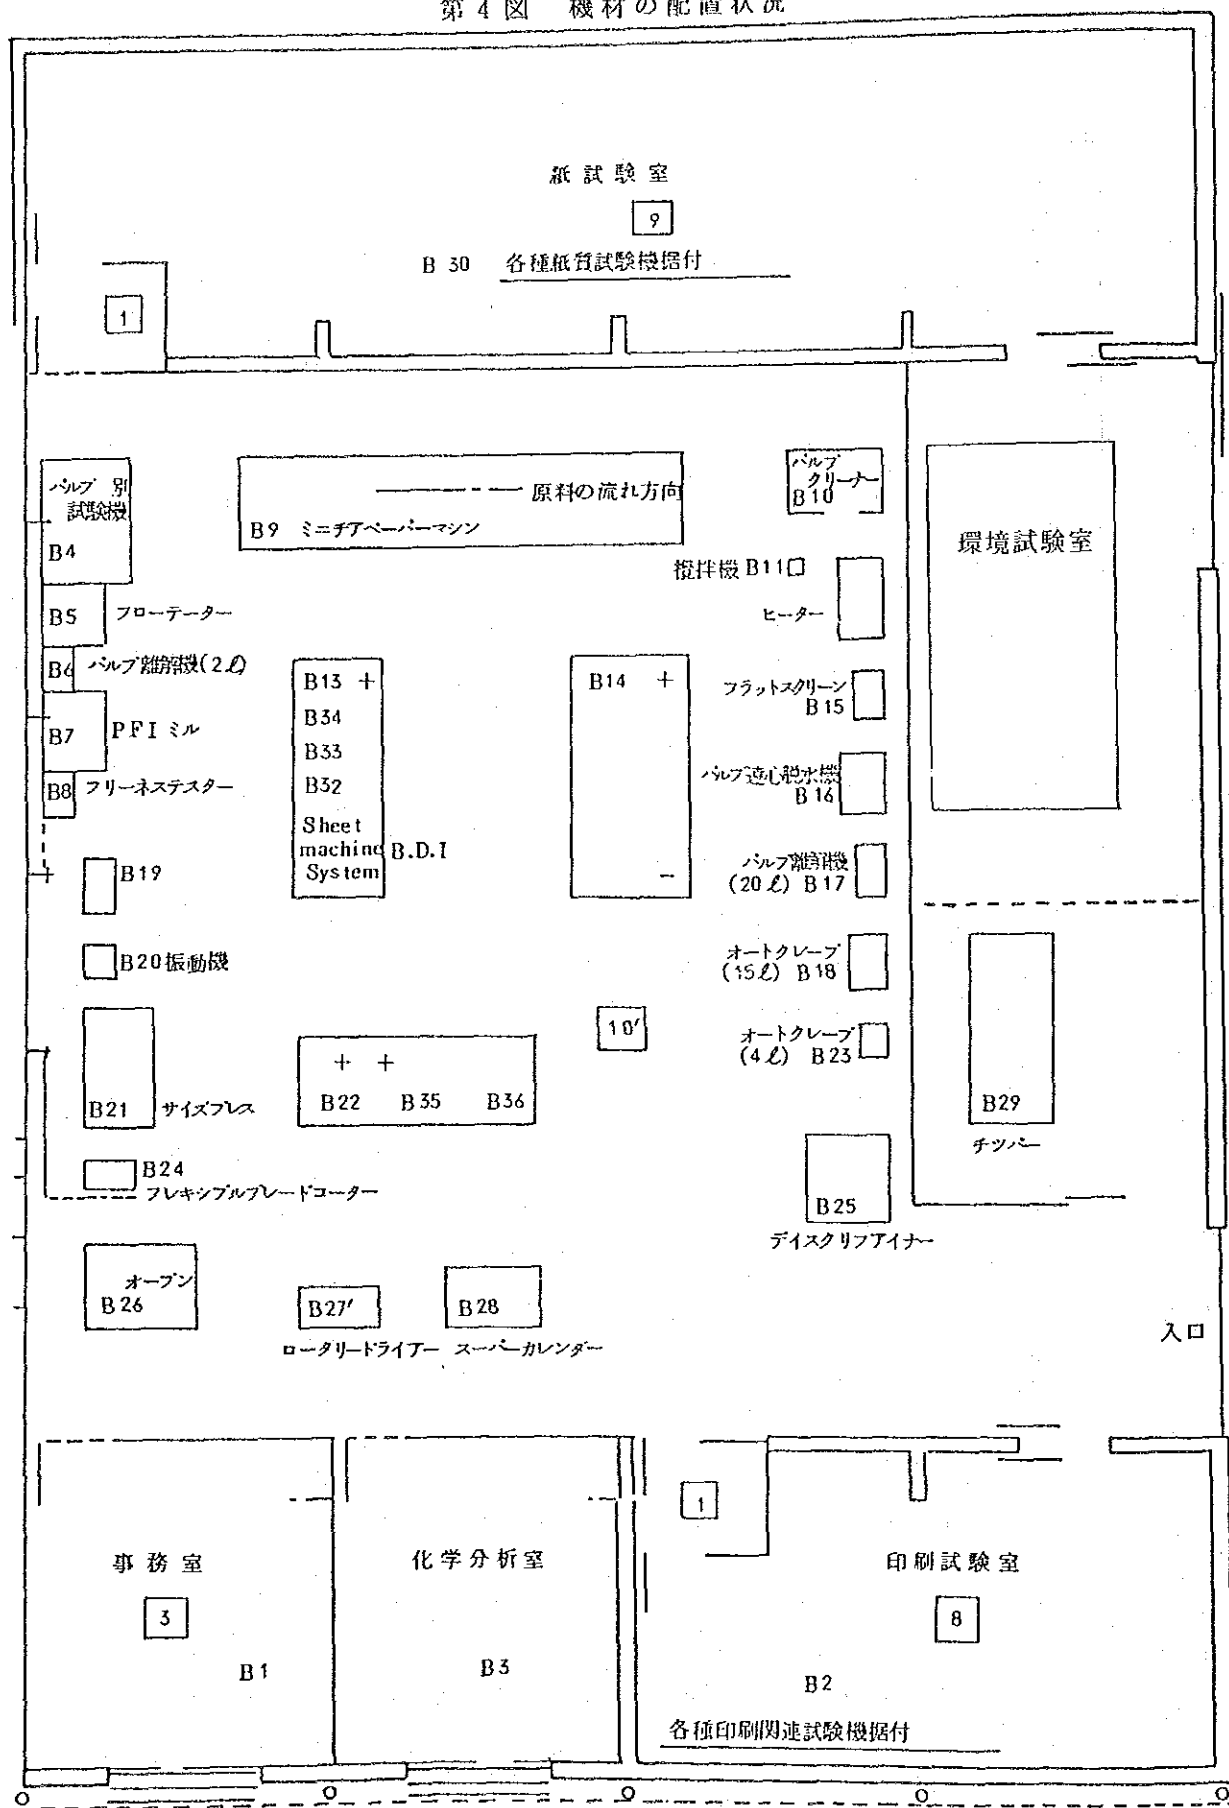 第4図 機材の配置状況
紙試験室
9
B 30 各種紙質試験機据付
1
パルプ 別
試験機
B4
原料の流れ方向
B9 ミニチアペーパーマシン
パルプ
クリーナー
B10
環境試験室
攪拌機 B11
ヒーター
B5 フローテーター
B6 パルプ離解機(2ℓ)
B7 PFIミル
B8 フリーネステスター
B13 +
B34
B33
B32
Sheet
machine B.D.I
System
B14 +
−
フラットスクリーン
B15
パルプ遠心脱水機
B16
パルプ離解機
(20ℓ) B17
B19
B20振動機
オートクレーブ
(15ℓ) B18
10′
オートクレーブ
(4ℓ) B23
B21 サイズプレス
+ +
B22 B35 B36
B29
チツパー
B24
フレキシブルブレードコーター
B25
デイスクリフアイナー
オーブン
B26
B27′
ロータリードライアー
B28
スーパーカレンダー
入口
1
事務室
3
B1
化学分析室
B3
印刷試験室
8
B2
各種印刷関連試験機据付